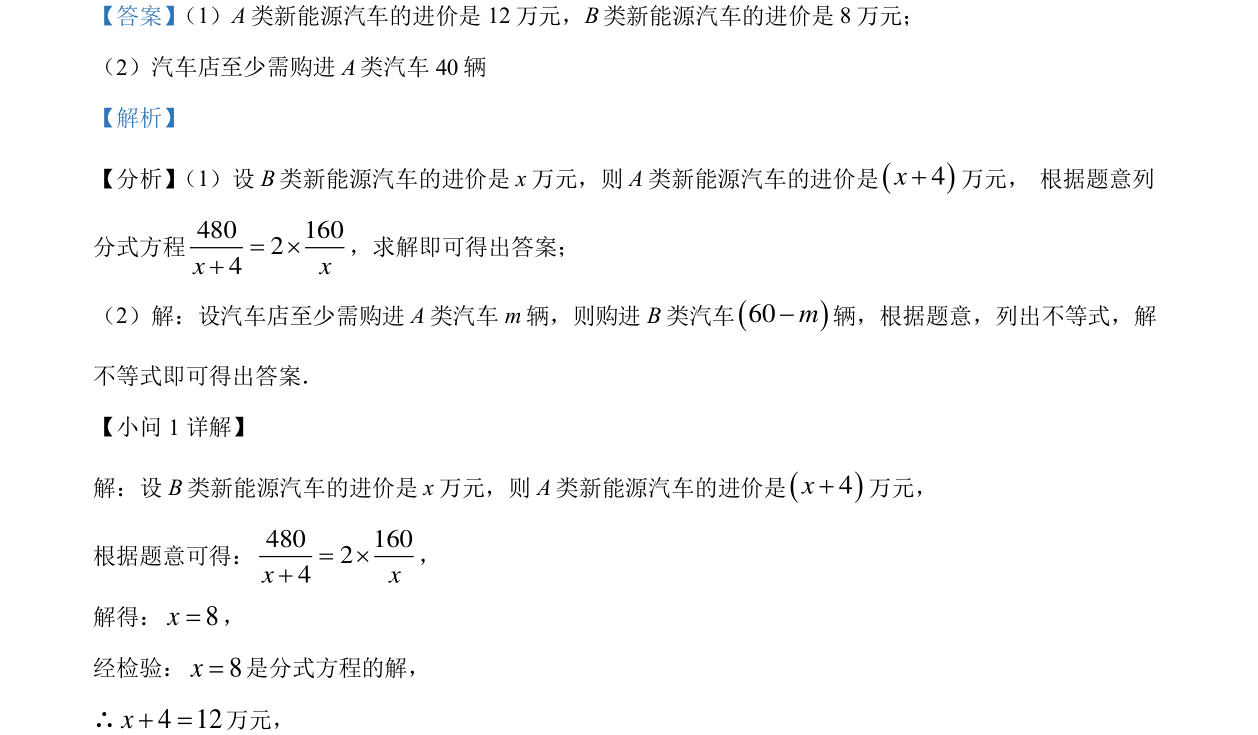 【答案】（1）A 类新能源汽车的进价是 12 万元，B 类新能源汽车的进价是 8 万元；
（2）汽车店至少需购进 A 类汽车 40 辆
【解析】
【分析】（1）设 B 类新能源汽车的进价是 x 万元，则 A 类新能源汽车的进价是(x+4)万元， 根据题意列
分式方程 480/(x+4) = 2×160/x，求解即可得出答案；
（2）解：设汽车店至少需购进 A 类汽车 m 辆，则购进 B 类汽车(60−m)辆，根据题意，列出不等式，解
不等式即可得出答案．
【小问 1 详解】
解：设 B 类新能源汽车的进价是 x 万元，则 A 类新能源汽车的进价是(x+4)万元，
根据题意可得： 480/(x+4) = 2×160/x，
解得： x=8，
经检验： x=8是分式方程的解，
∴ x+4=12万元，